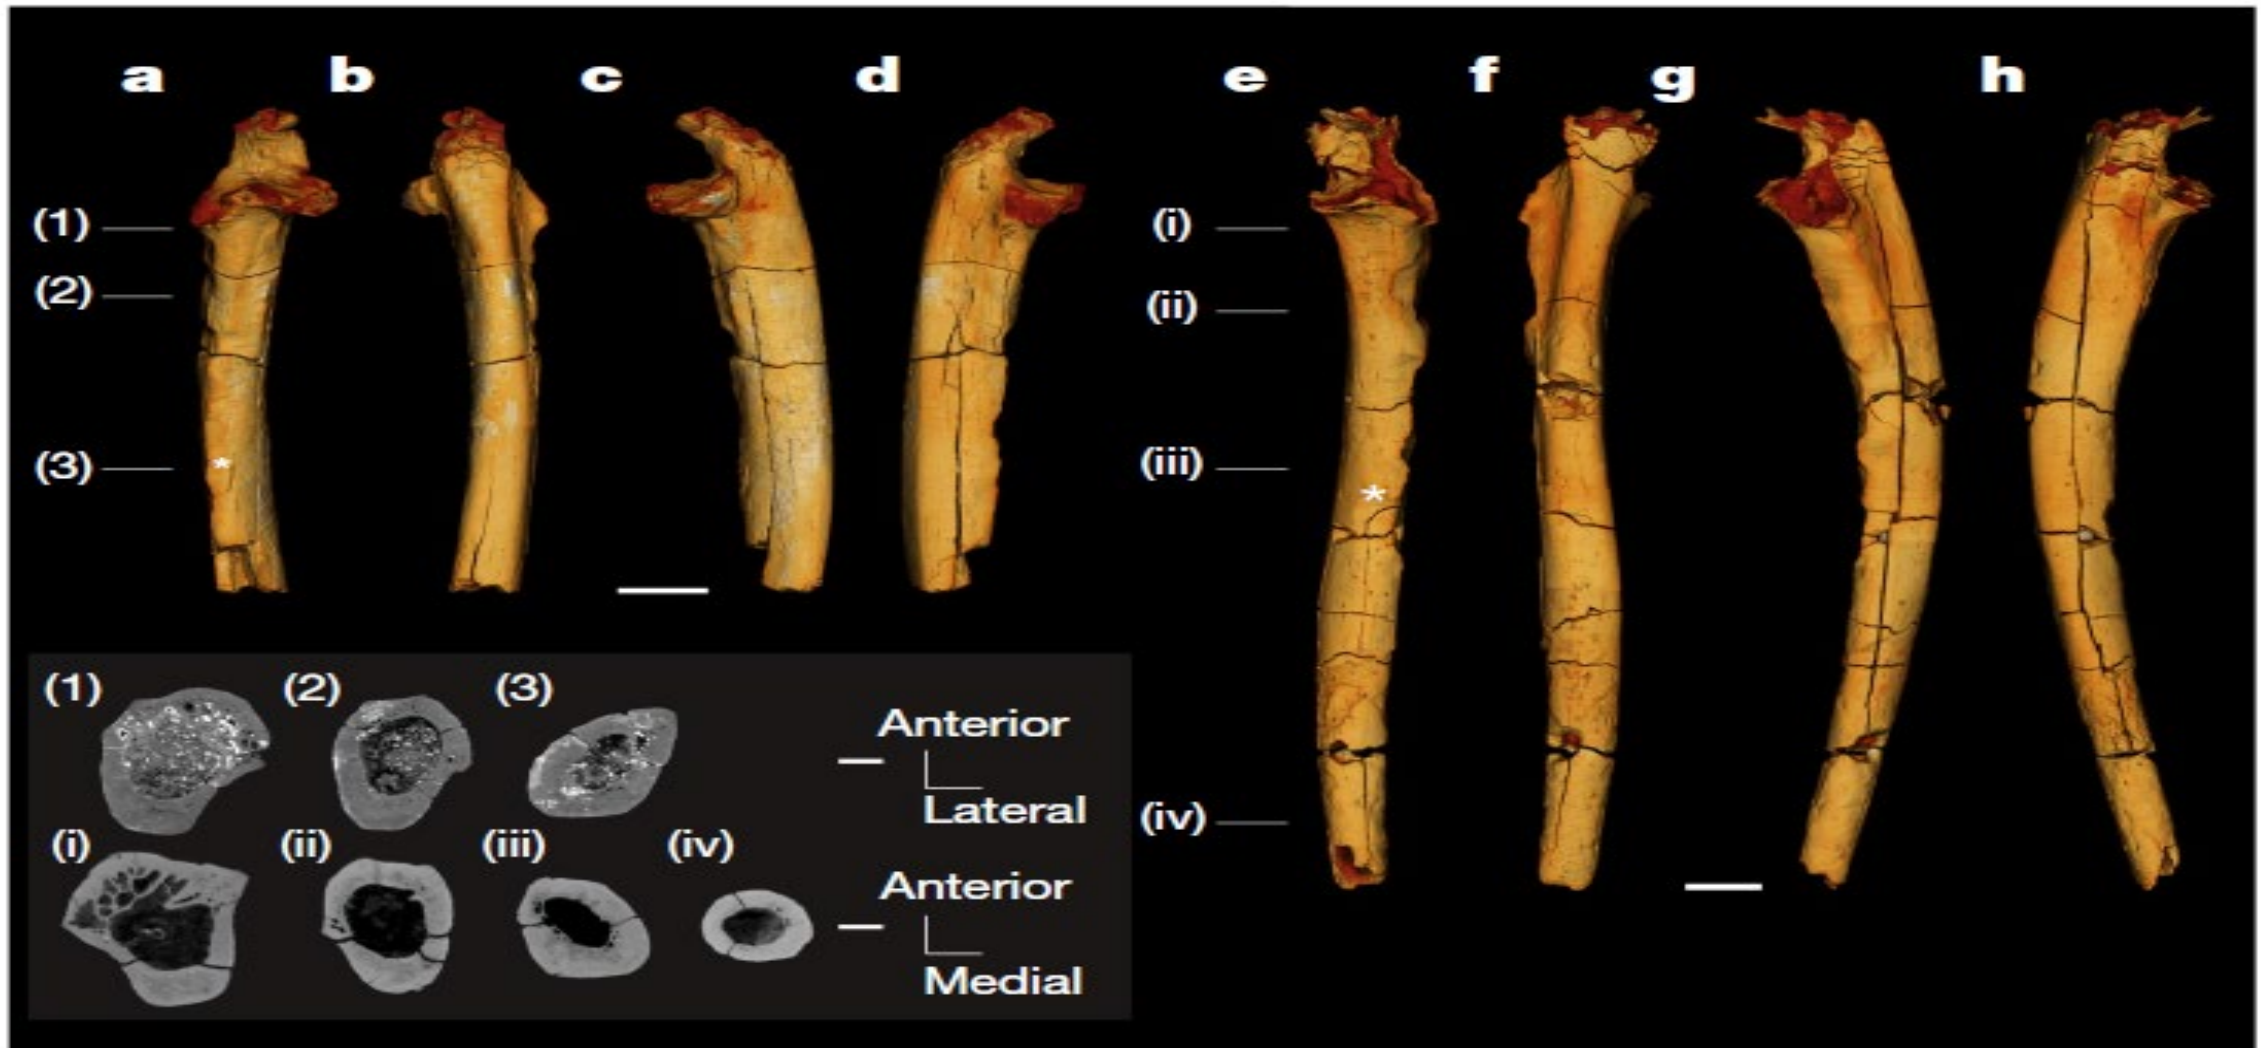 a b c d e f g h
(1)
(2)
(3)
*
(i)
(ii)
(iii)
*
(iv)
(1) (2) (3)
Anterior
Lateral
(i) (ii) (iii) (iv)
Anterior
Medial